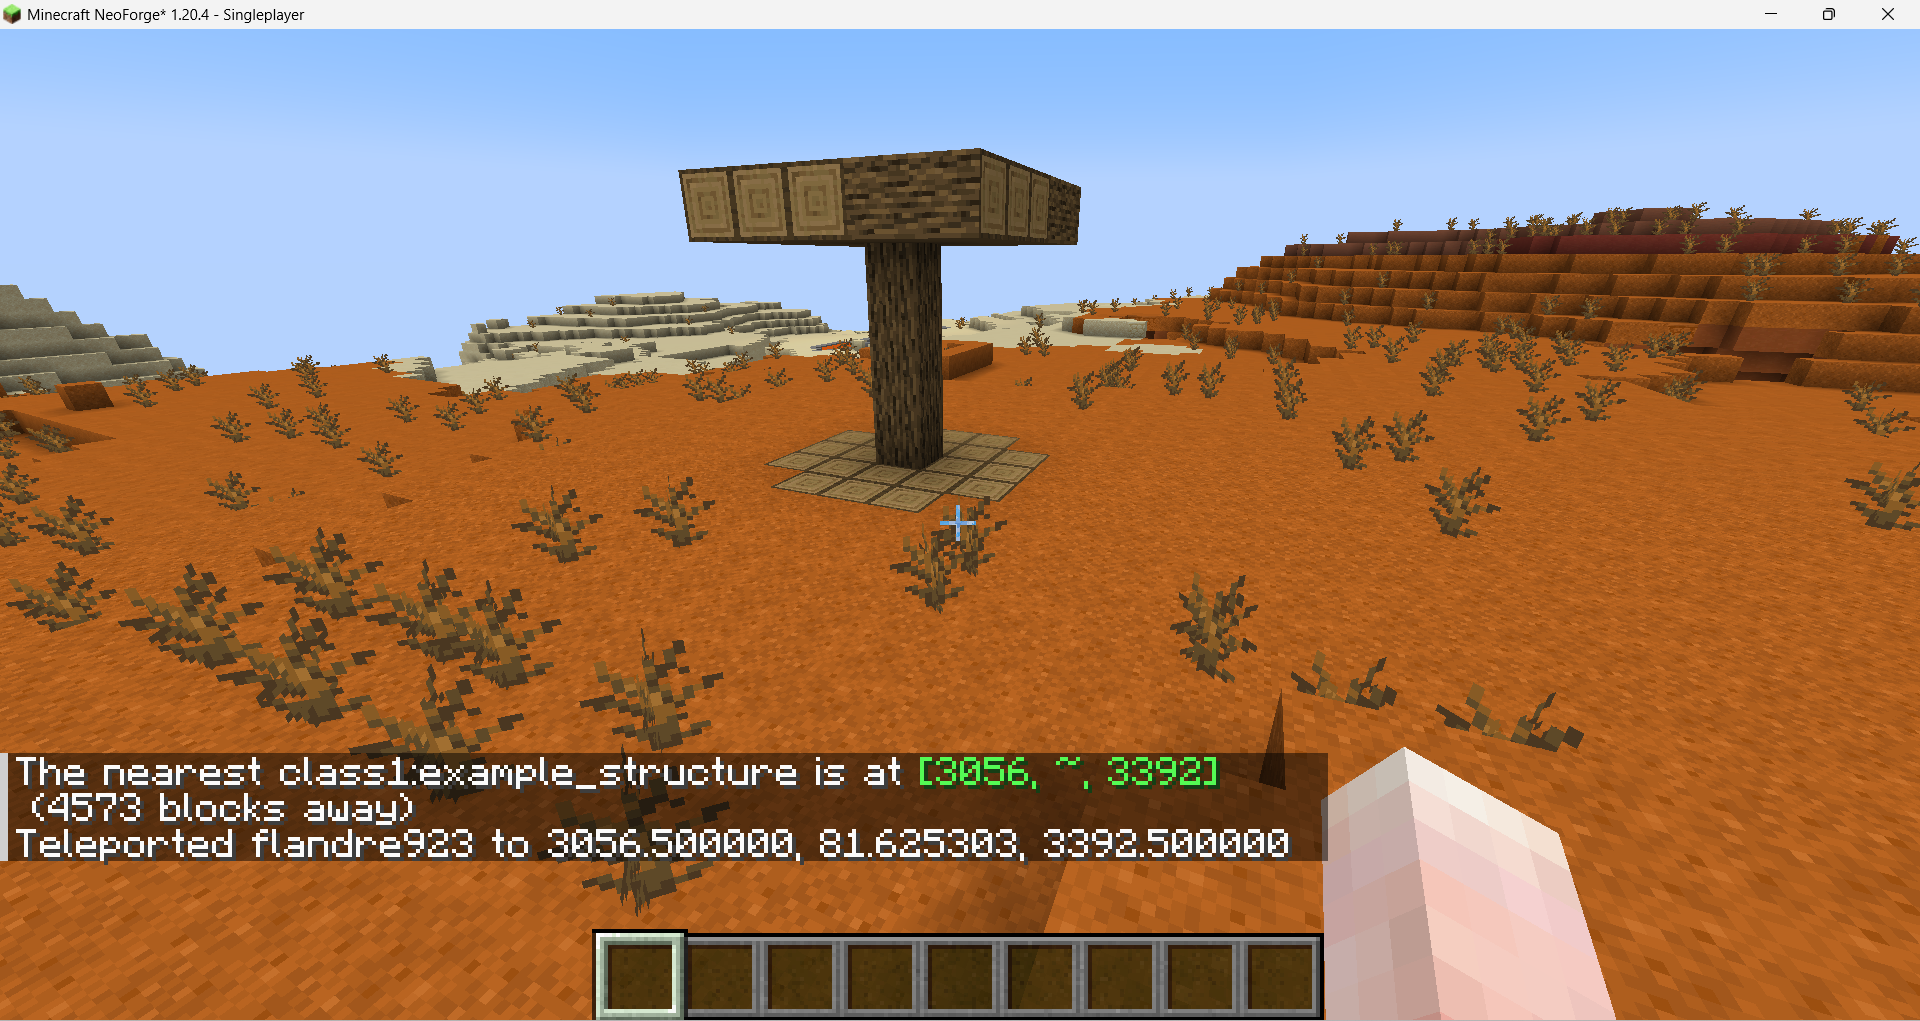 Minecraft NeoForge* 1.20.4 - Singleplayer
The nearest class1.example_structure is at [3056, ~, 3392]
(4573 blocks away)
Teleported flandre923 to 3056.500000, 81.625303, 3392.500000